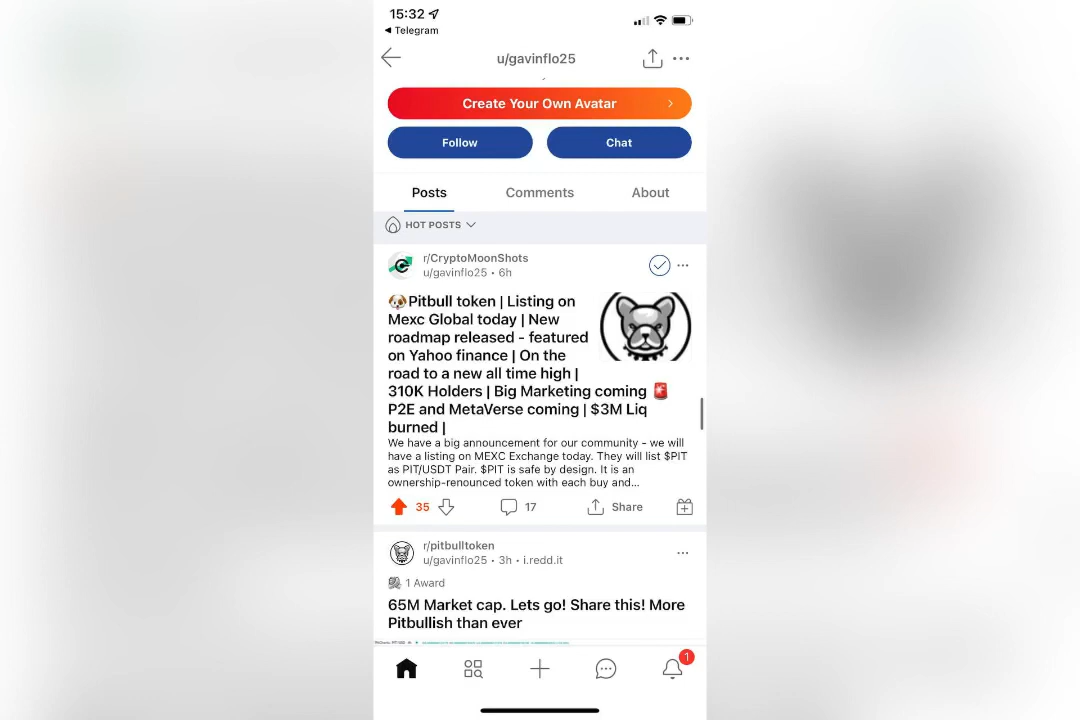 15:32
Telegram
u/gavinflo25
Create Your Own Avatar
Follow
Chat
Posts
Comments
About
HOT POSTS
r/CryptoMoonShots
u/gavinflo25 • 6h
🐶Pitbull token | Listing on
Mexc Global today | New
roadmap released - featured
on Yahoo finance | On the
road to a new all time high |
310K Holders | Big Marketing coming 🚨
P2E and MetaVerse coming | $3M Liq
burned |
We have a big announcement for our community - we will
have a listing on MEXC Exchange today. They will list $PIT
as PIT/USDT Pair. $PIT is safe by design. It is an
ownership-renounced token with each buy and...
35
17
Share
r/pitbulltoken
u/gavinflo25 • 3h • i.redd.it
1 Award
65M Market cap. Lets go! Share this! More
Pitbullish than ever
1